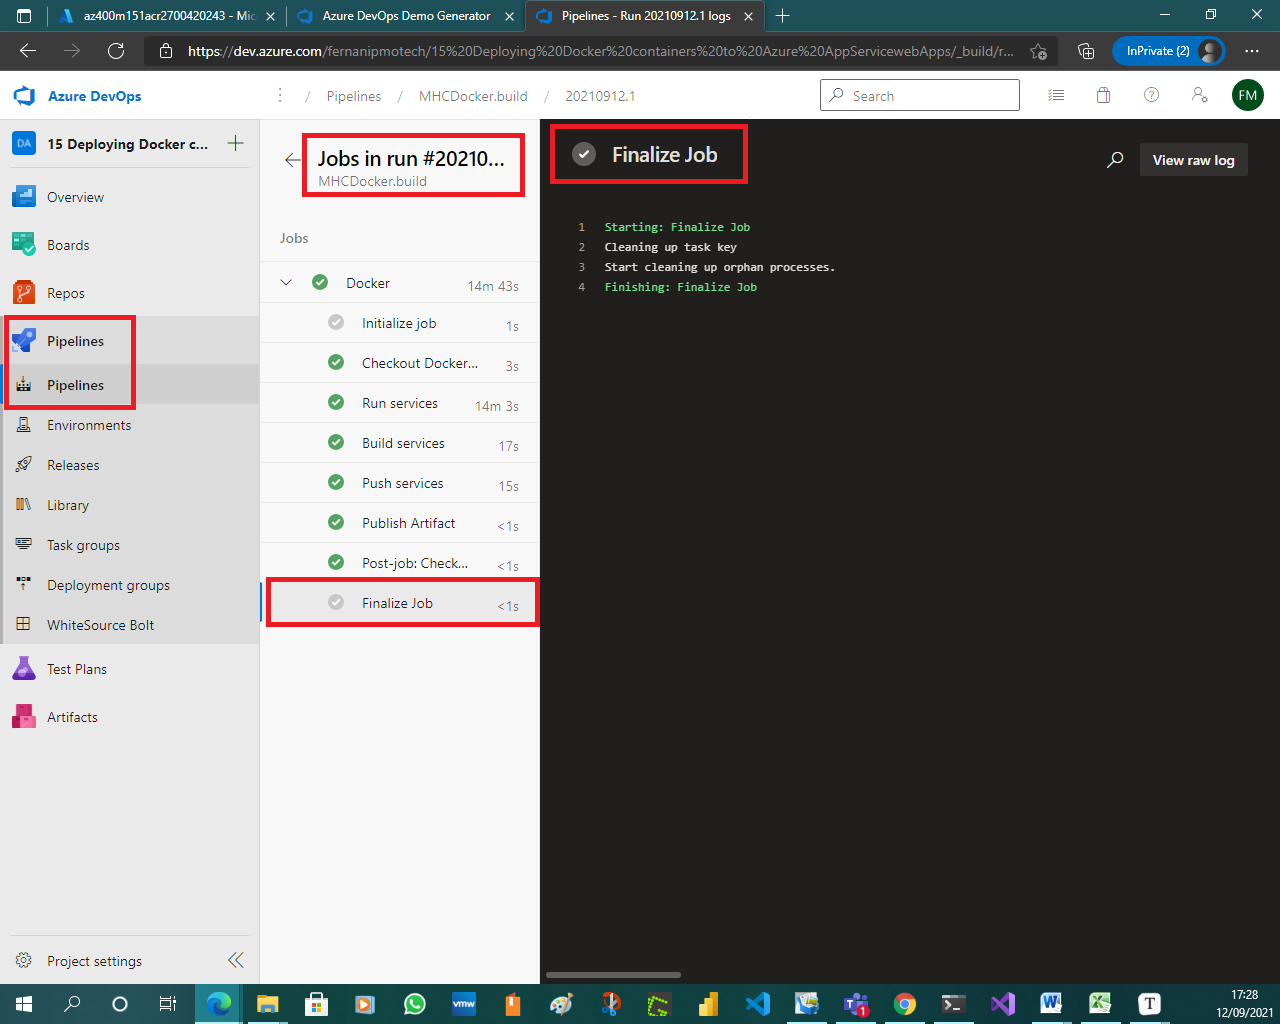 az400m151acr2700420243 - Mic
Azure DevOps Demo Generator
Pipelines - Run 20210912.1 logs
https://dev.azure.com/fernanipmotech/15%20Deploying%20Docker%20containers%20to%20Azure%20AppServicewebApps/_build/r...
InPrivate (2)
Azure DevOps
/ Pipelines / MHCDocker.build / 20210912.1
Search
FM
DA
15 Deploying Docker c...
Overview
Boards
Repos
Pipelines
Pipelines
Environments
Releases
Library
Task groups
Deployment groups
WhiteSource Bolt
Test Plans
Artifacts
Project settings
Jobs in run #20210...
MHCDocker.build
Jobs
Docker 14m 43s
Initialize job 1s
Checkout Docker... 3s
Run services 14m 3s
Build services 17s
Push services 15s
Publish Artifact <1s
Post-job: Check... <1s
Finalize Job <1s
Finalize Job
View raw log
1 Starting: Finalize Job
2 Cleaning up task key
3 Start cleaning up orphan processes.
4 Finishing: Finalize Job
vmw
1
T
17:28
12/09/2021